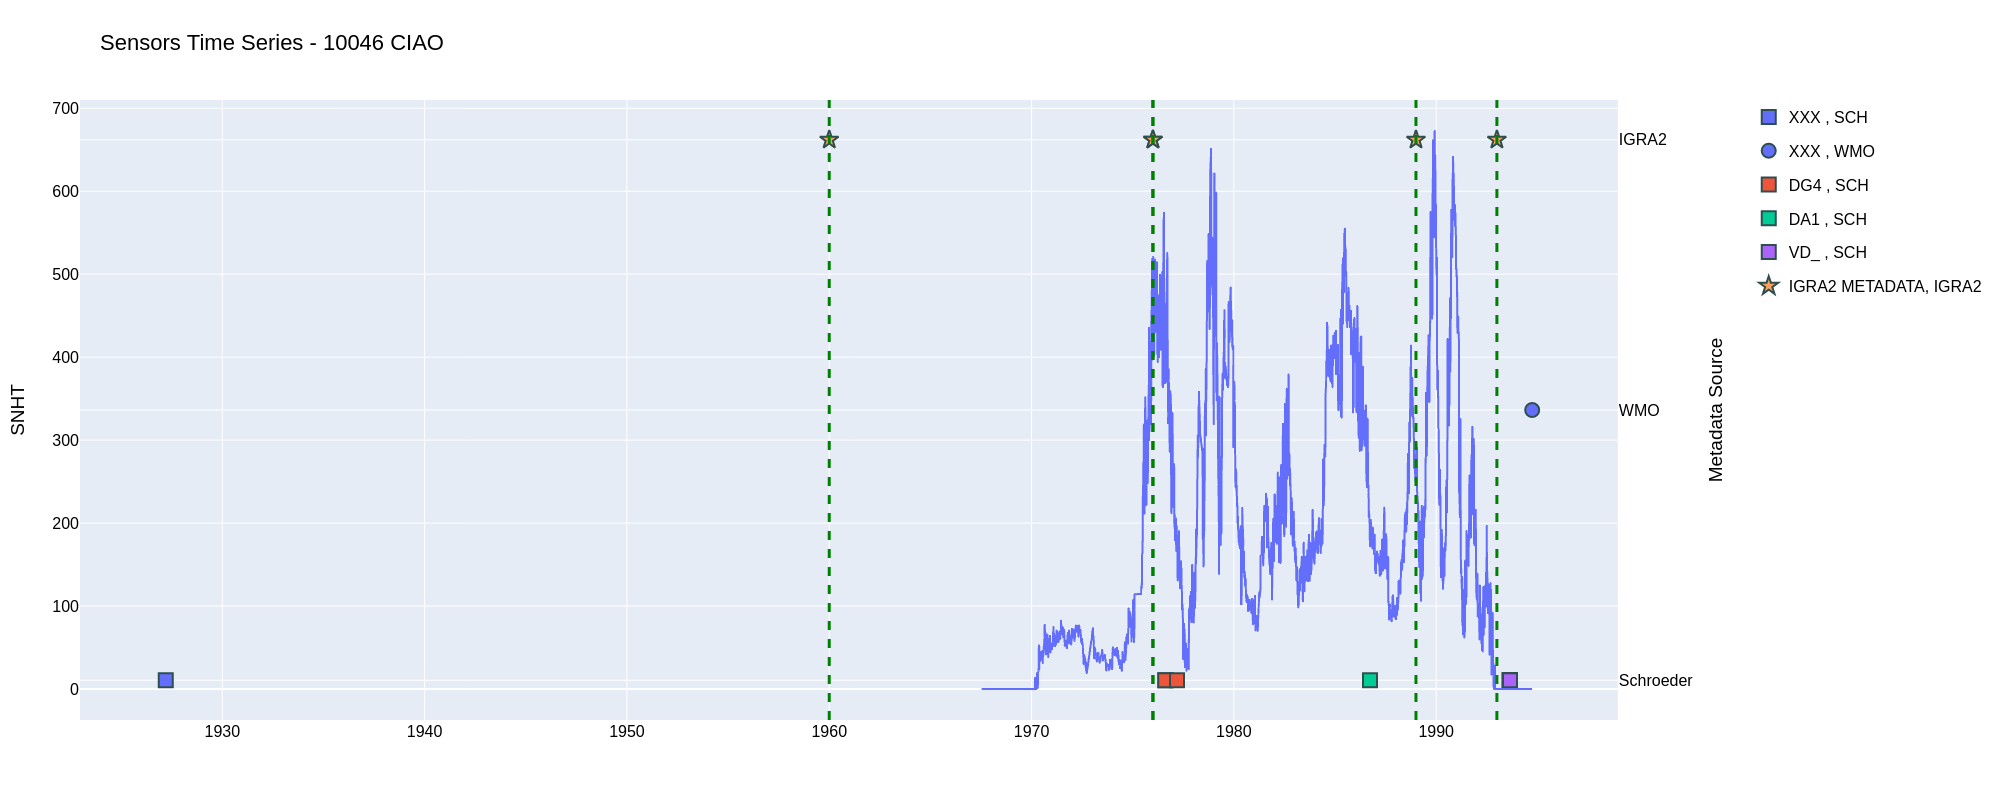 Sensors Time Series - 10046 CIAO
SNHT
700
600
500
400
300
200
100
0
1930
1940
1950
1960
1970
1980
1990
IGRA2
WMO
Schroeder
Metadata Source
XXX , SCH
XXX , WMO
DG4 , SCH
DA1 , SCH
VD_ , SCH
IGRA2 METADATA, IGRA2